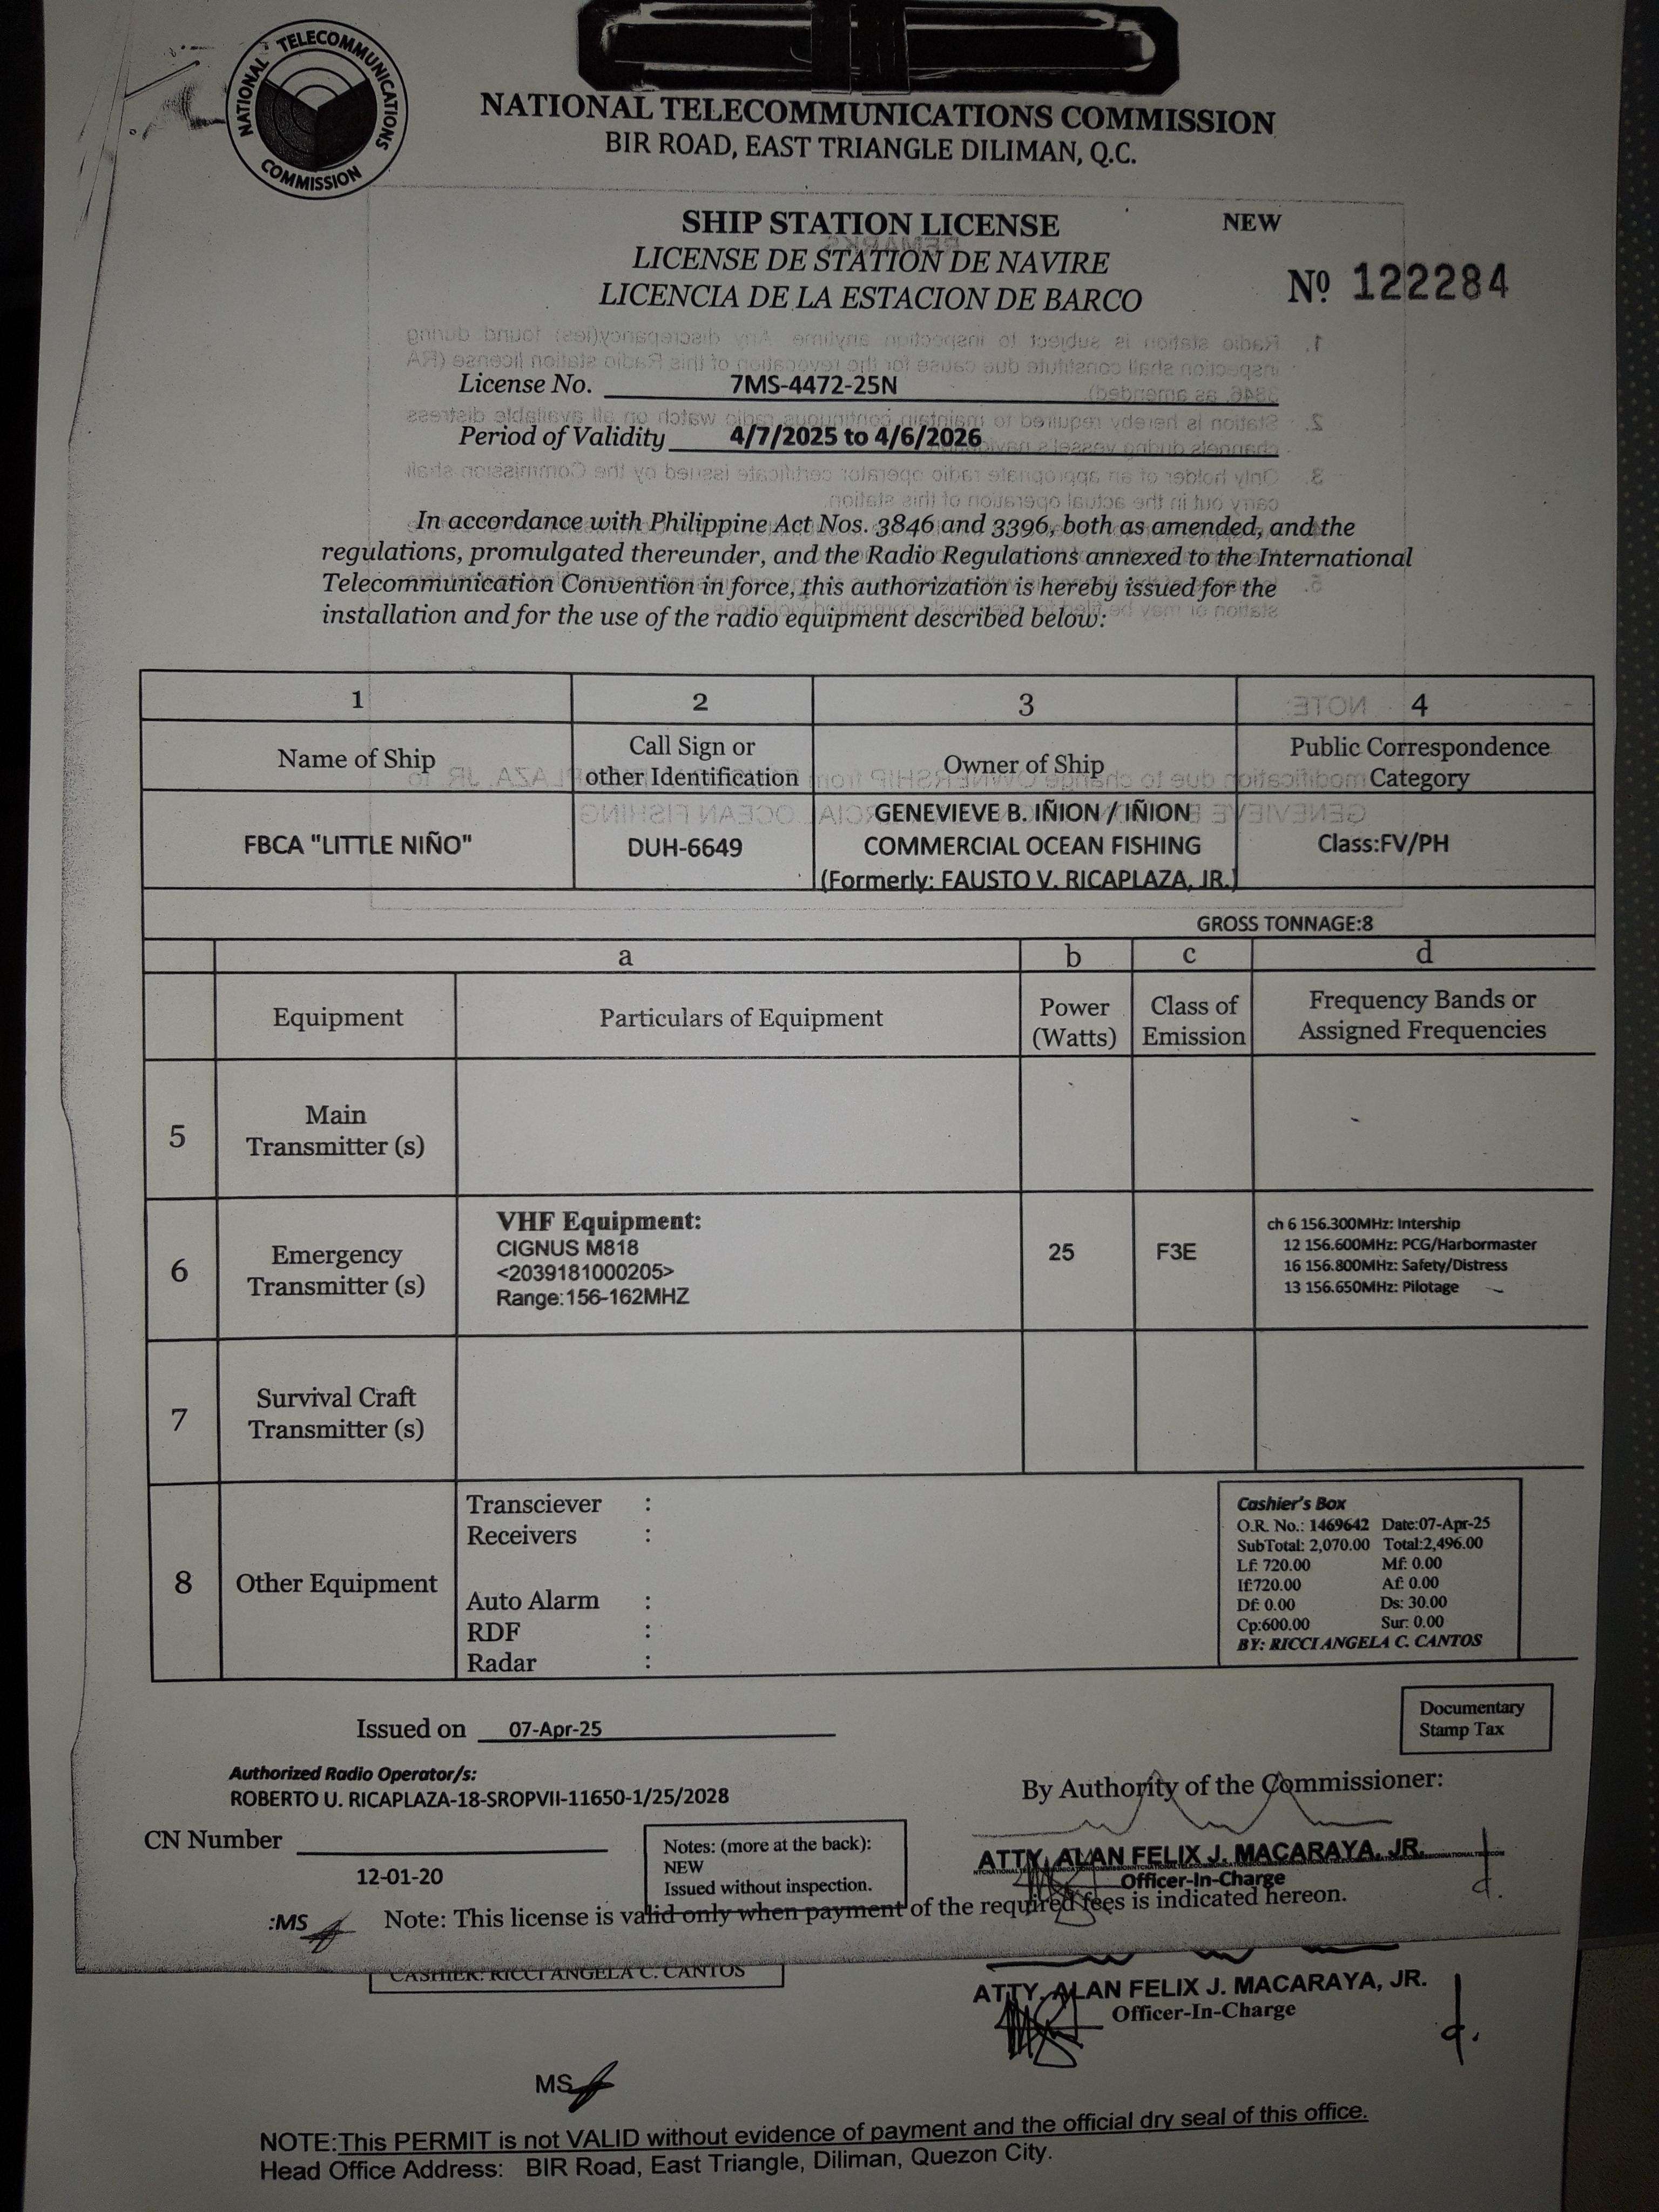 NATIONAL TELECOMMUNICATIONS COMMISSION
NATIONAL TELECOMMUNICATIONS COMMISSION
BIR ROAD, EAST TRIANGLE DILIMAN, Q.C.
SHIP STATION LICENSE NEW
LICENSE DE STATION DE NAVIRE
LICENCIA DE LA ESTACION DE BARCO
Nº 122284
License No. 7MS-4472-25N
Period of Validity 4/7/2025 to 4/6/2026
In accordance with Philippine Act Nos. 3846 and 3396, both as amended, and the
regulations, promulgated thereunder, and the Radio Regulations annexed to the International
Telecommunication Convention in force, this authorization is hereby issued for the
installation and for the use of the radio equipment described below:
1 2 3 4
Name of Ship
Call Sign or
other Identification
Owner of Ship
Public Correspondence
Category
FBCA "LITTLE NIÑO"
DUH-6649
GENEVIEVE B. IÑION / IÑION
COMMERCIAL OCEAN FISHING
(Formerly: FAUSTO V. RICAPLAZA, JR.)
Class:FV/PH
GROSS TONNAGE:8
a b c d
Equipment
Particulars of Equipment
Power
(Watts)
Class of
Emission
Frequency Bands or
Assigned Frequencies
5
Main
Transmitter (s)
6
Emergency
Transmitter (s)
VHF Equipment:
CIGNUS M818
<2039181000205>
Range:156-162MHZ
25
F3E
ch 6 156.300MHz: Intership
12 156.600MHz: PCG/Harbormaster
16 156.800MHz: Safety/Distress
13 156.650MHz: Pilotage
7
Survival Craft
Transmitter (s)
8
Other Equipment
Transciever :
Receivers :
Auto Alarm :
RDF :
Radar :
Cashier's Box
O.R. No.: 1469642 Date:07-Apr-25
SubTotal: 2,070.00 Total:2,496.00
Lf: 720.00 Mf: 0.00
If:720.00 Af: 0.00
Df: 0.00 Ds: 30.00
Cp:600.00 Sur: 0.00
BY: RICCI ANGELA C. CANTOS
Issued on 07-Apr-25
Documentary
Stamp Tax
Authorized Radio Operator/s:
ROBERTO U. RICAPLAZA-18-SROPVII-11650-1/25/2028
By Authority of the Commissioner:
CN Number
12-01-20
Notes: (more at the back):
NEW
Issued without inspection.
ATTY. ALAN FELIX J. MACARAYA, JR.
Officer-In-Charge
:MS
Note: This license is valid only when payment of the required fees is indicated hereon.
CASHIER: RICCI ANGELA C. CANTOS
ATTY. ALAN FELIX J. MACARAYA, JR.
Officer-In-Charge
MS
NOTE:This PERMIT is not VALID without evidence of payment and the official dry seal of this office.
Head Office Address: BIR Road, East Triangle, Diliman, Quezon City.